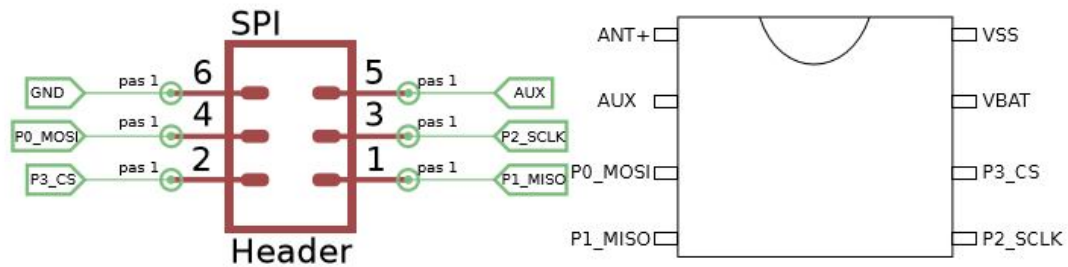 SPI
6 5
GND pas 1 pas 1 AUX
4 3
P0_MOSI pas 1 pas 1 P2_SCLK
2 1
P3_CS pas 1 pas 1 P1_MISO
Header
ANT+ VSS
AUX VBAT
P0_MOSI P3_CS
P1_MISO P2_SCLK